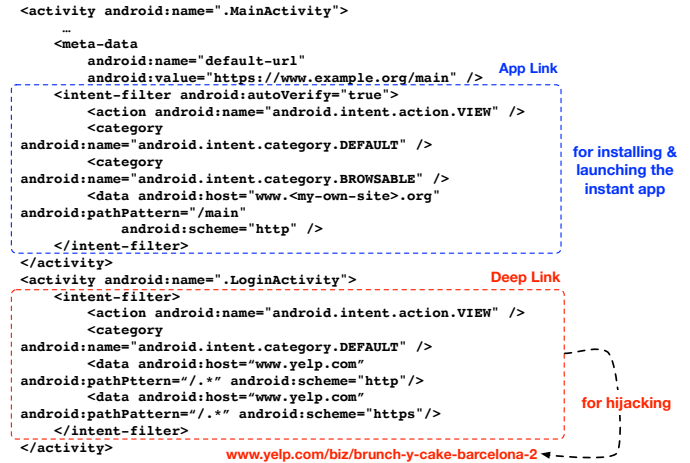 <activity android:name=".MainActivity">
…
<meta-data
android:name="default-url"
android:value="https://www.example.org/main" />
App Link
<intent-filter android:autoVerify="true">
<action android:name="android.intent.action.VIEW" />
<category
android:name="android.intent.category.DEFAULT" />
<category
android:name="android.intent.category.BROWSABLE" />
<data android:host="www.<my-own-site>.org"
android:pathPattern="/main"
android:scheme="http" />
</intent-filter>
for installing &
launching the
instant app
</activity>
<activity android:name=".LoginActivity">
Deep Link
<intent-filter>
<action android:name="android.intent.action.VIEW" />
<category
android:name="android.intent.category.DEFAULT" />
<data android:host=“www.yelp.com”
android:pathPttern=“/.*” android:scheme="http"/>
<data android:host=“www.yelp.com”
android:pathPattern=“/.*” android:scheme="https"/>
</intent-filter>
for hijacking
</activity>
www.yelp.com/biz/brunch-y-cake-barcelona-2